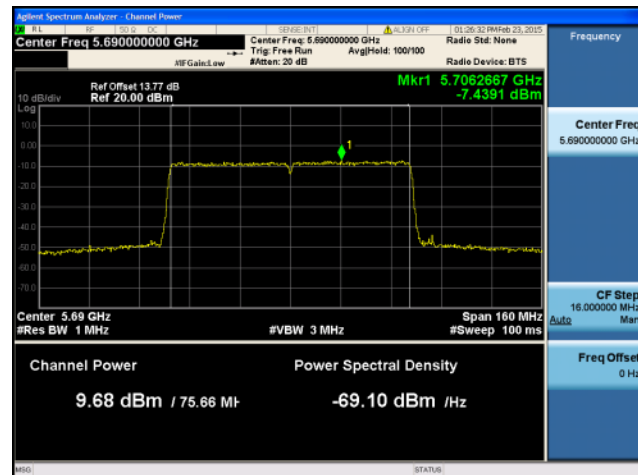 Agilent Spectrum Analyzer - Channel Power
RL RF 50 Ω DC SENSE:INT ALIGN OFF 01:26:32 PM Feb 23, 2015
Center Freq 5.690000000 GHz
Center Freq: 5.690000000 GHz Radio Std: None
Trig: Free Run Avg|Hold: 100/100
#IFGain:Low #Atten: 20 dB Radio Device: BTS
Mkr1 5.7062667 GHz
-7.4391 dBm
Ref Offset 13.77 dB
10 dB/div Ref 20.00 dBm
Log
10.0
0.00
-10.0
-20.0
-30.0
-40.0
-50.0
-60.0
-70.0
1
Center 5.69 GHz Span 160 MHz
#Res BW 1 MHz #VBW 3 MHz #Sweep 100 ms
Channel Power Power Spectral Density
9.68 dBm / 75.66 MH -69.10 dBm /Hz
MSG STATUS
Frequency
Center Freq
5.690000000 GHz
CF Step
16.000000 MHz
Auto Man
Freq Offset
0 Hz